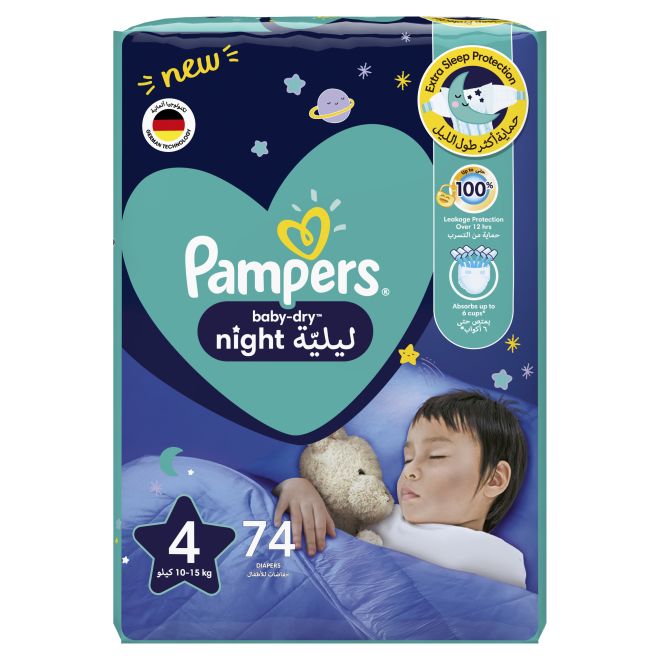 new
تكنولوجيا ألمانية
GERMAN TECHNOLOGY
Extra Sleep Protection
حماية أكثر طول الليل
Up to حتى
100%
Leakage Protection
Over 12 hrs
حماية من التسرب
Absorbs up to
6 cups*
يمتص حتى
٦ أكواب*
Pampers®
baby-dry™
night ليليّة
4
10-15 kg كيلو
74
DIAPERS
حفاضات للأطفال